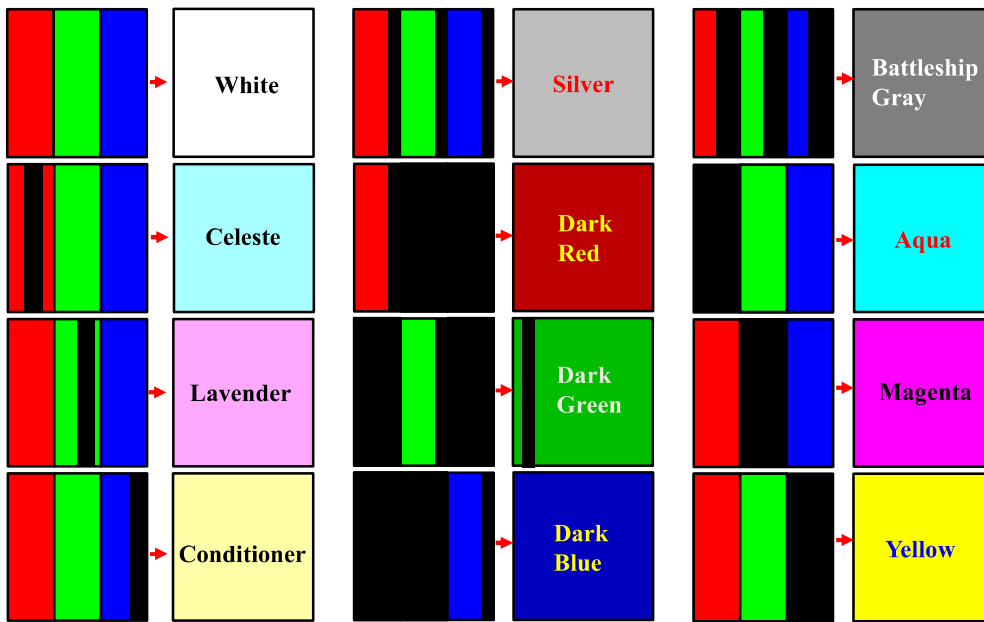 White
Silver
Battleship
Gray
Celeste
Dark
Red
Aqua
Lavender
Dark
Green
Magenta
Conditioner
Dark
Blue
Yellow